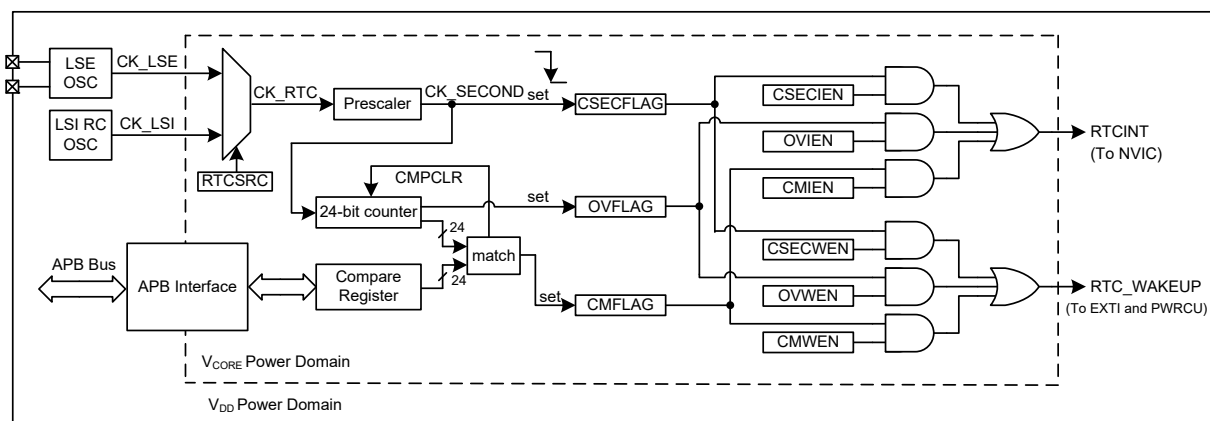 LSE
OSC
CK_LSE
LSI RC
OSC
CK_LSI
RTCSRC
CK_RTC
Prescaler
CK_SECOND
set
CSECFLAG
CMPCLR
24-bit counter
set
OVFLAG
24
match
24
APB Bus
APB Interface
Compare
Register
set
CMFLAG
CSECIEN
OVIEN
CMIEN
CSECWEN
OVWEN
CMWEN
RTCINT
(To NVIC)
RTC_WAKEUP
(To EXTI and PWRCU)
VCORE Power Domain
VDD Power Domain